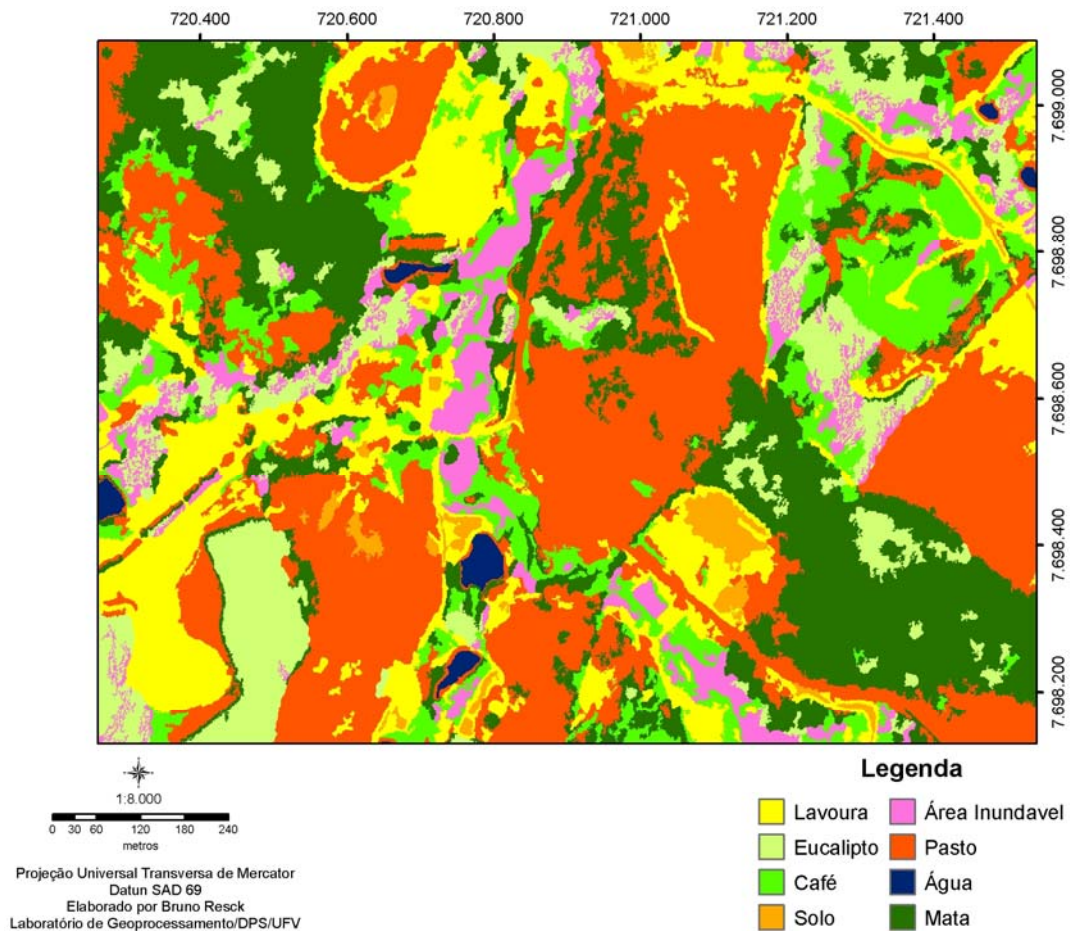 720.400 720.600 720.800 721.000 721.200 721.400
7.699.000
7.698.800
7.698.600
7.698.400
7.698.200
1:8.000
0 30 60 120 180 240
metros
Projeção Universal Transversa de Mercator
Datun SAD 69
Elaborado por Bruno Resck
Laboratório de Geoprocessamento/DPS/UFV
Legenda
Lavoura Área Inundavel
Eucalipto Pasto
Café Água
Solo Mata